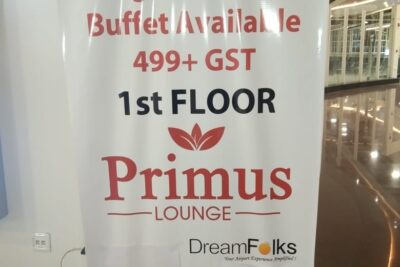 Buffet Available
499+ GST
1st FLOOR
Primus
LOUNGE
DreamFolks
Your Airport Experience Simplified !